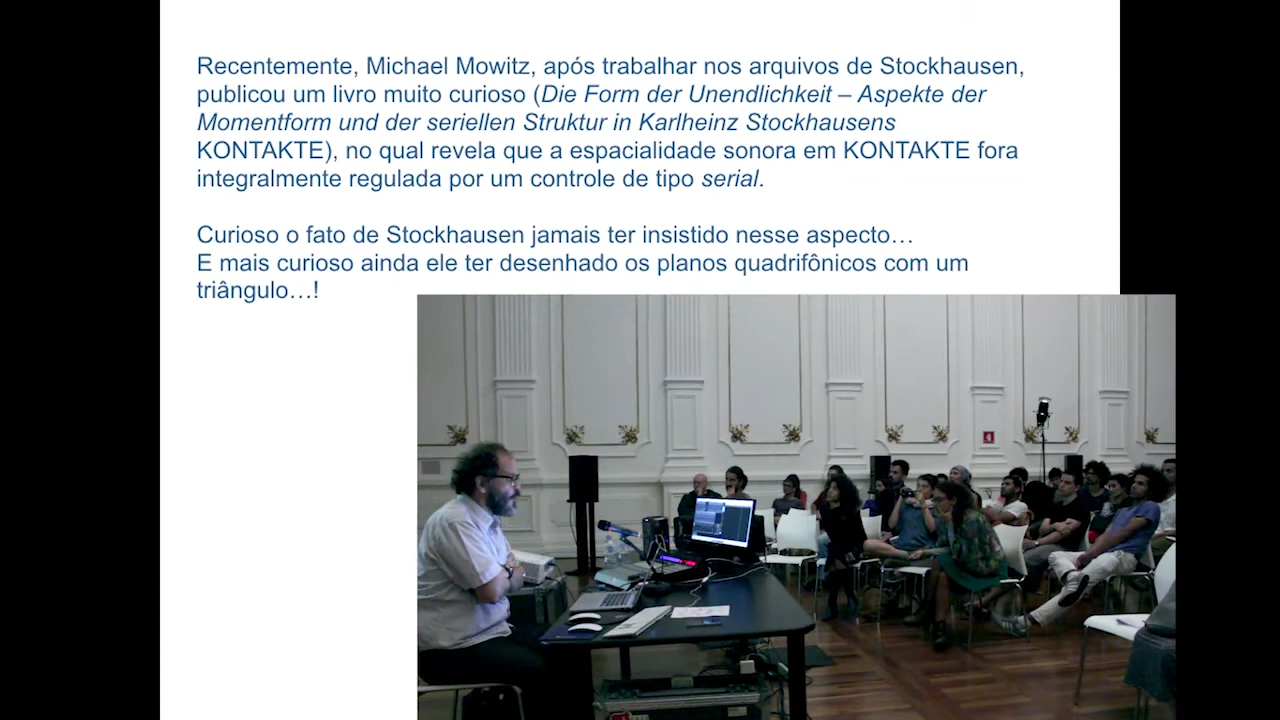 Recentemente, Michael Mowitz, após trabalhar nos arquivos de Stockhausen,
publicou um livro muito curioso (Die Form der Unendlichkeit – Aspekte der
Momentform und der seriellen Struktur in Karlheinz Stockhausens
KONTAKTE), no qual revela que a espacialidade sonora em KONTAKTE fora
integralmente regulada por um controle de tipo serial.
Curioso o fato de Stockhausen jamais ter insistido nesse aspecto…
E mais curioso ainda ele ter desenhado os planos quadrifônicos com um
triângulo…!